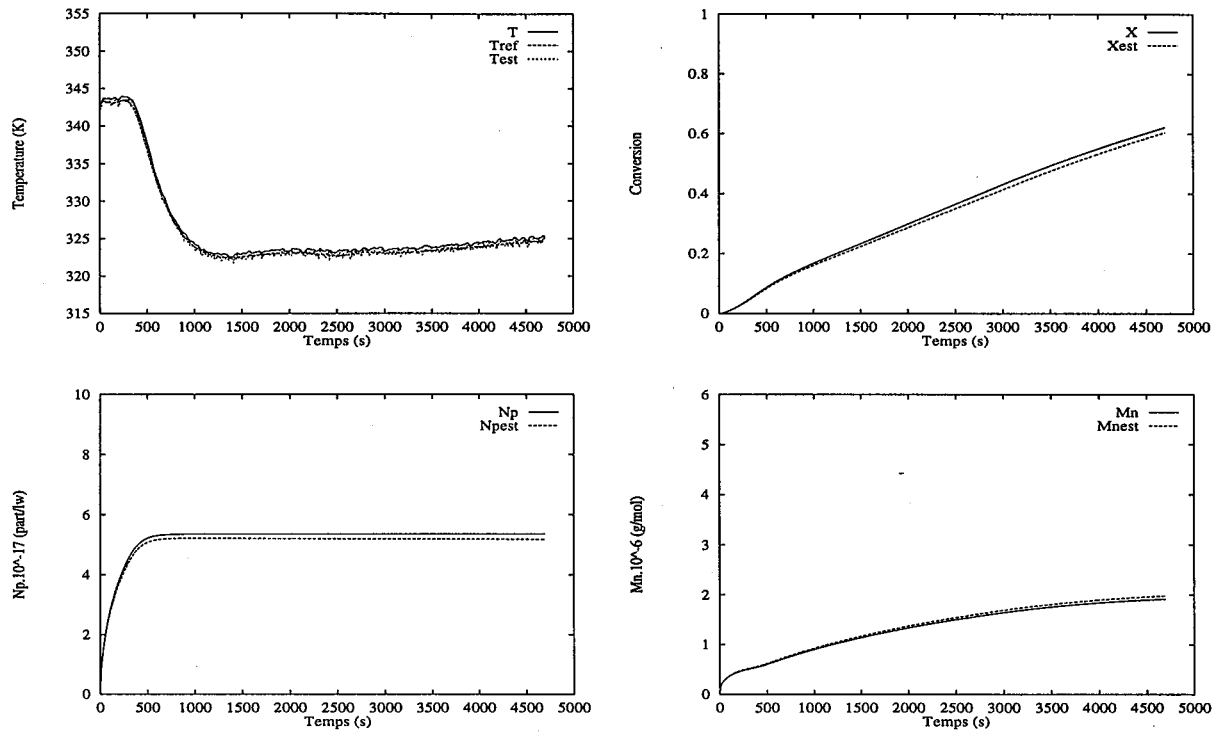 355
350
345
340
335
330
325
320
315
Temperature (K)
T
Tref
Test
0 500 1000 1500 2000 2500 3000 3500 4000 4500 5000
Temps (s)
1
0.8
0.6
0.4
0.2
0
Conversion
X
Xest
0 500 1000 1500 2000 2500 3000 3500 4000 4500 5000
Temps (s)
10
8
6
4
2
0
Np.10^-17 (part/lw)
Np
Npest
0 500 1000 1500 2000 2500 3000 3500 4000 4500 5000
Temps (s)
6
5
4
3
2
1
0
Mn.10^-6 (g/mol)
Mn
Mnest
0 500 1000 1500 2000 2500 3000 3500 4000 4500 5000
Temps (s)